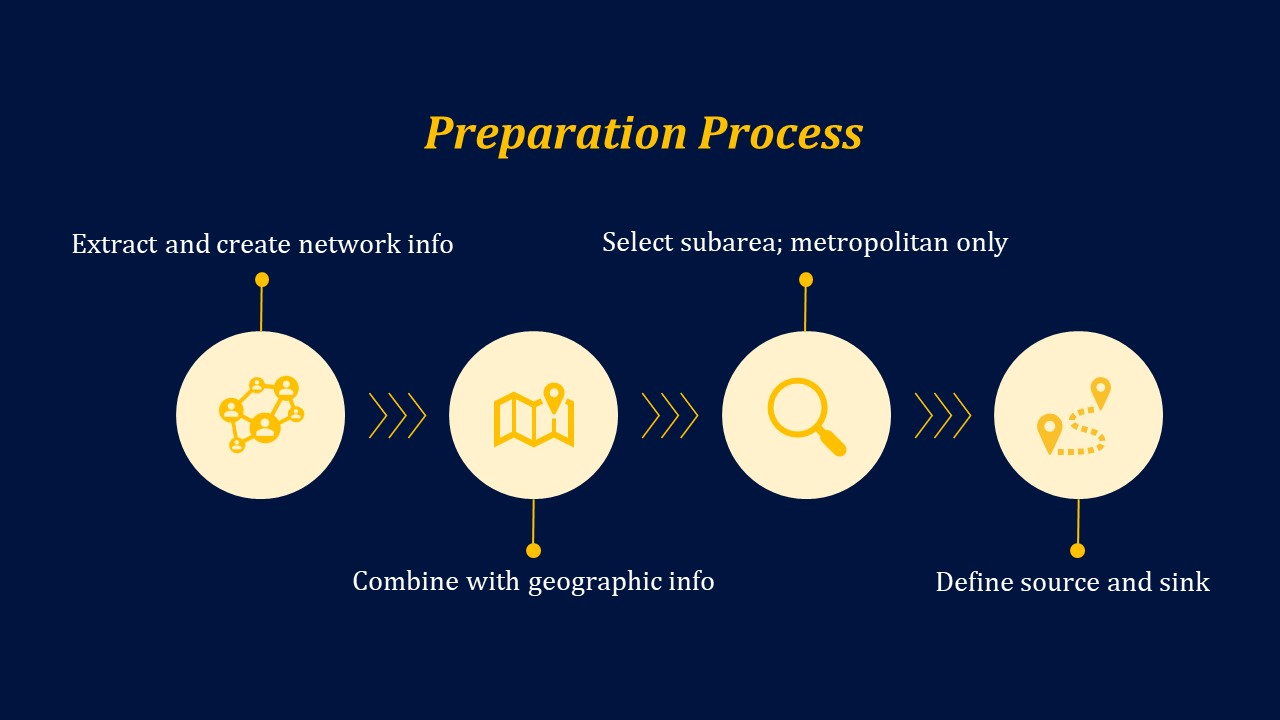 Preparation Process
Extract and create network info
Combine with geographic info
Select subarea; metropolitan only
Define source and sink